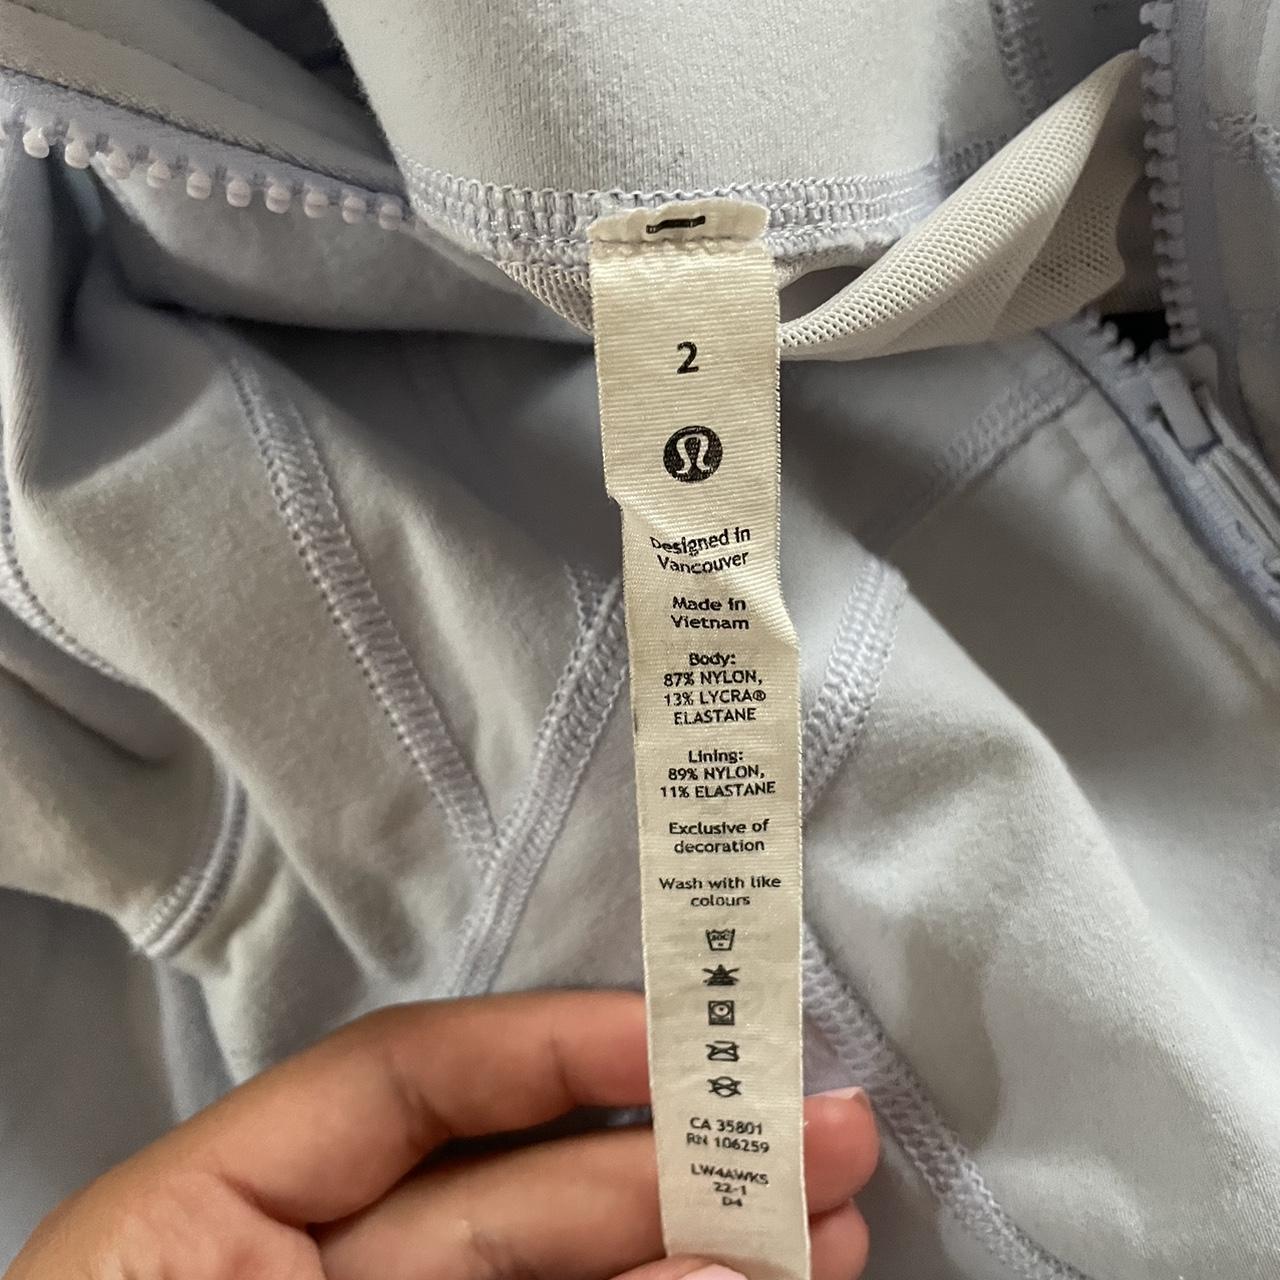 2
Designed in
Vancouver
Made in
Vietnam
Body:
87% NYLON,
13% LYCRA®
ELASTANE
Lining:
89% NYLON,
11% ELASTANE
Exclusive of
decoration
Wash with like
colours
30C
CA 35801
RN 106259
LW4AWKS
22-1
D4